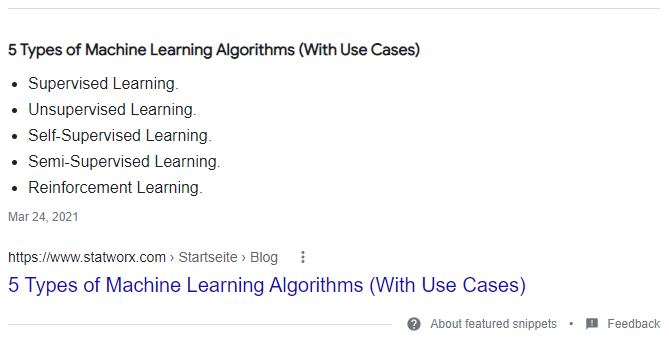 5 Types of Machine Learning Algorithms (With Use Cases)
• Supervised Learning.
• Unsupervised Learning.
• Self-Supervised Learning.
• Semi-Supervised Learning.
• Reinforcement Learning.
Mar 24, 2021
https://www.statworx.com › Startseite › Blog
5 Types of Machine Learning Algorithms (With Use Cases)
About featured snippets • Feedback